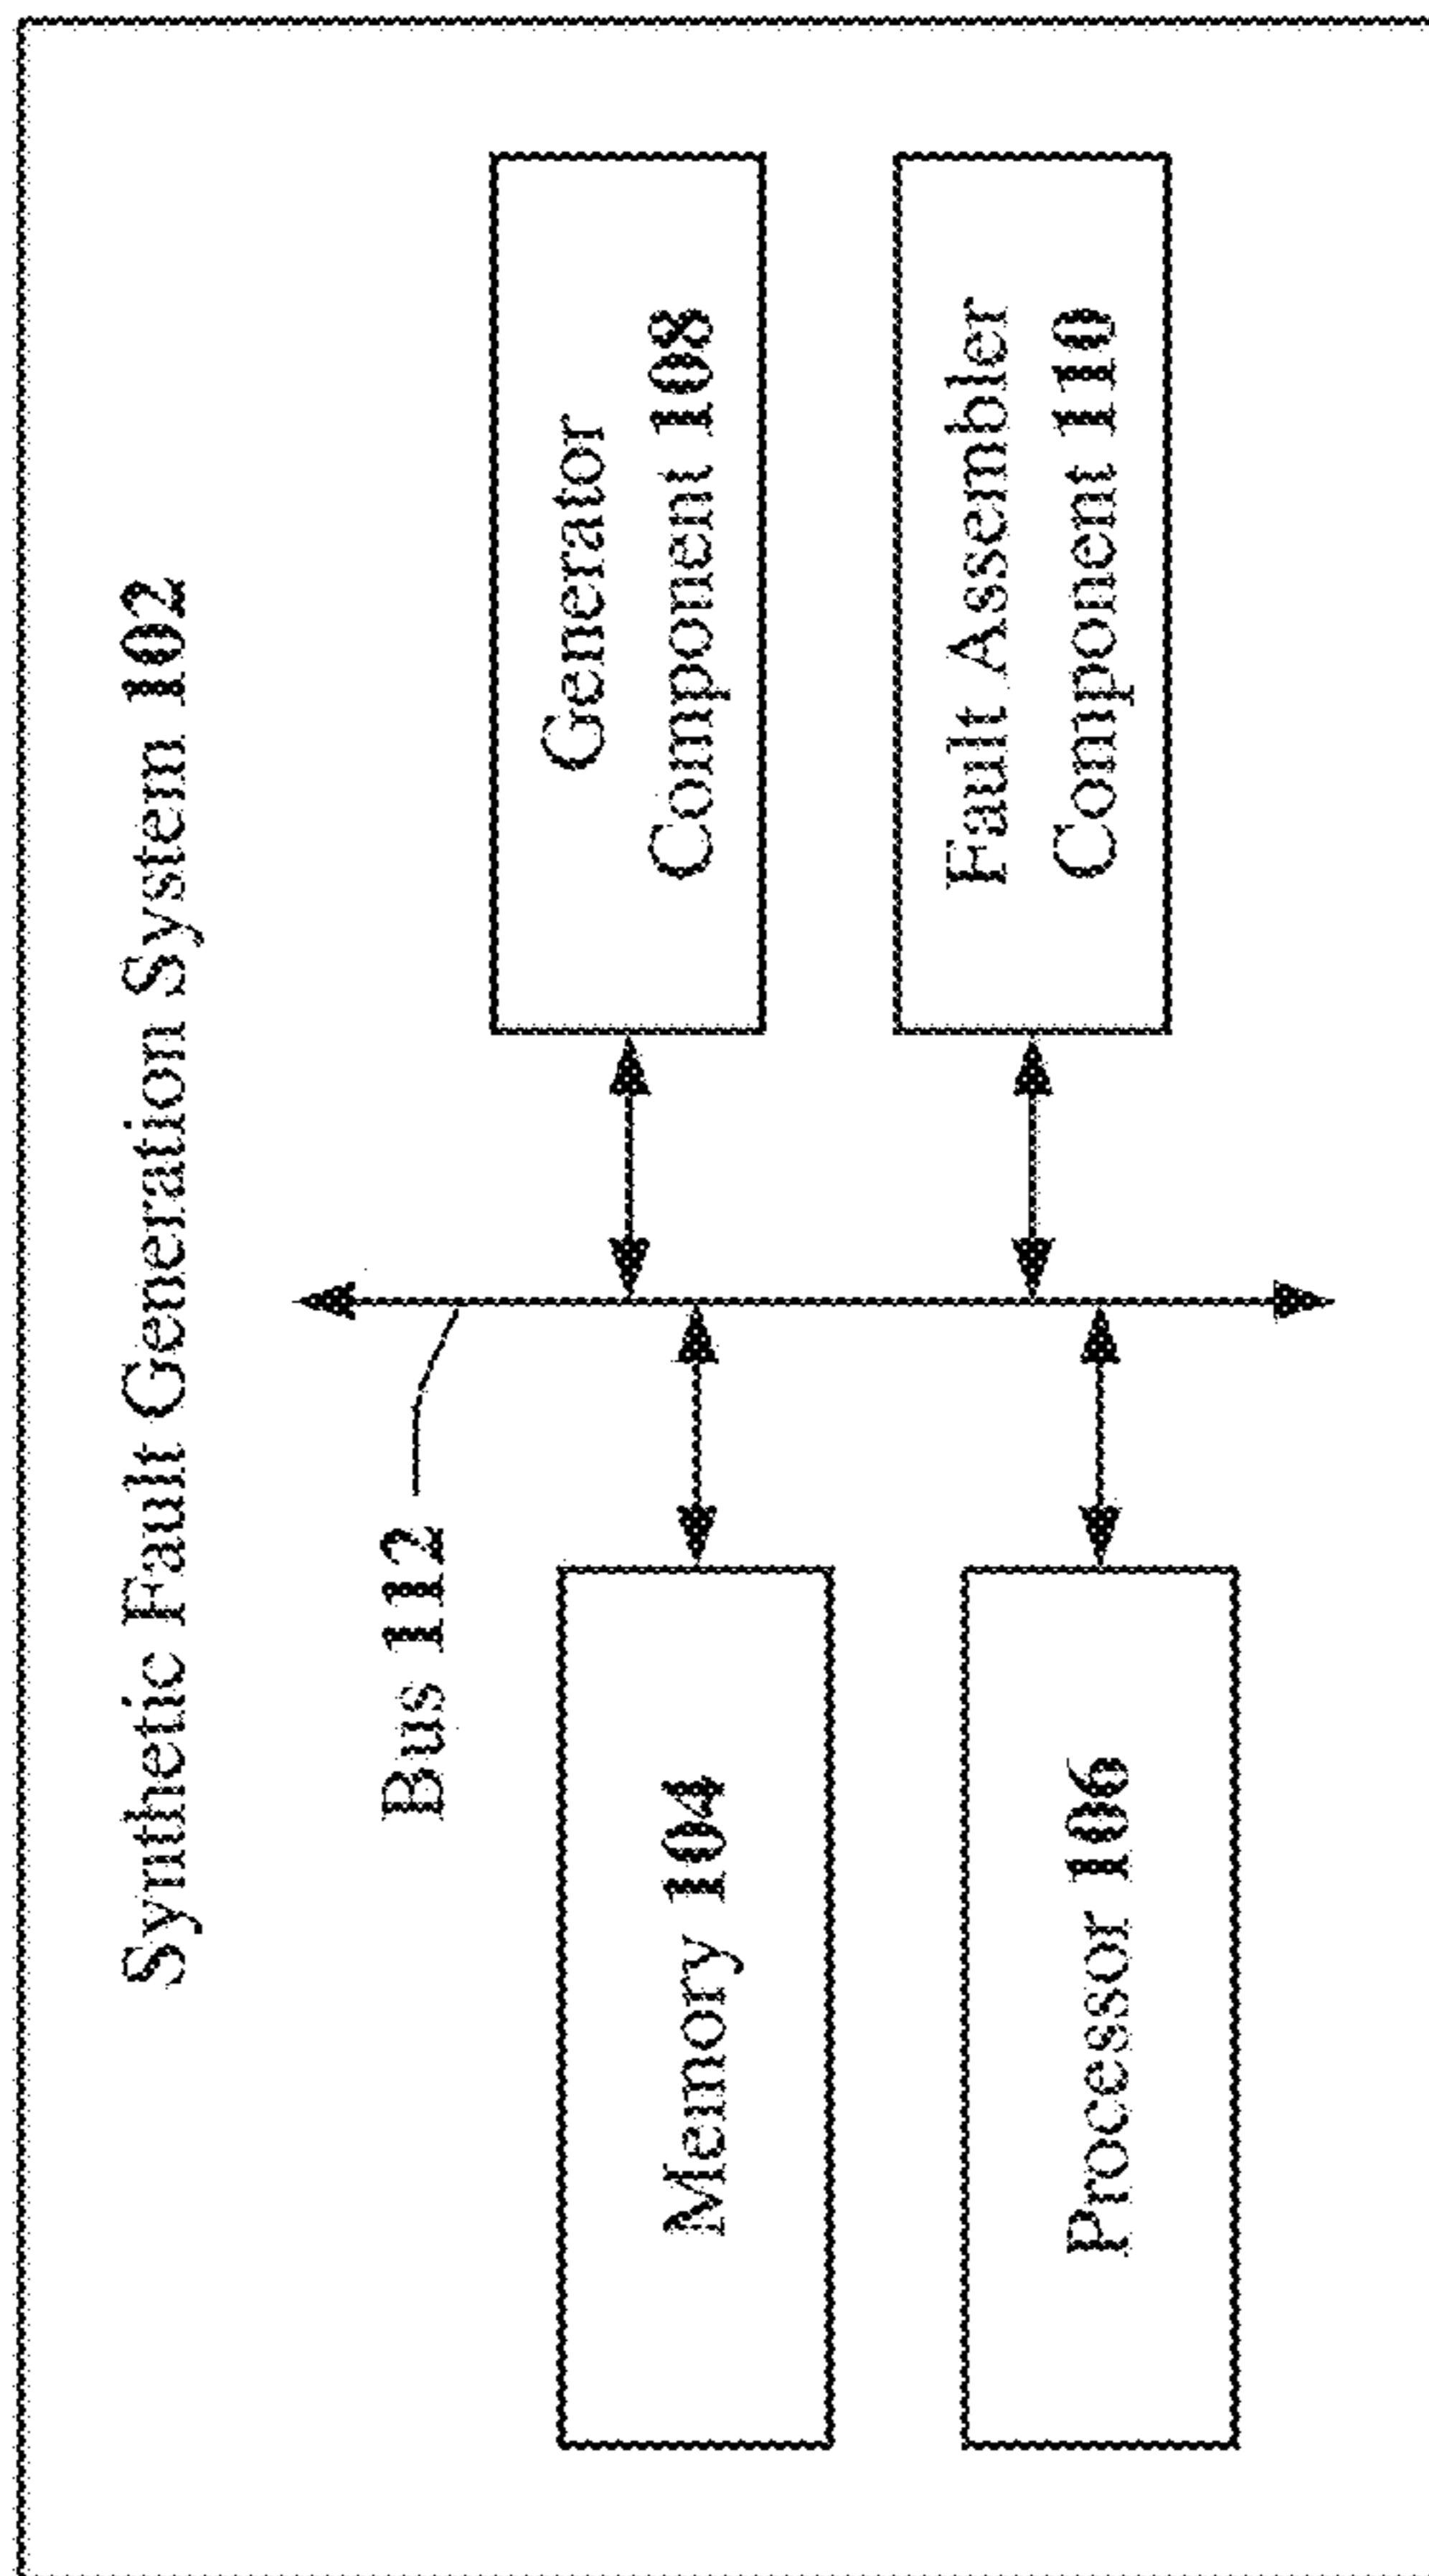 Synthetic Fault Generation System 102
Bus 112
Memory 104
Generator
Component 108
Processor 106
Fault Assembler
Component 110